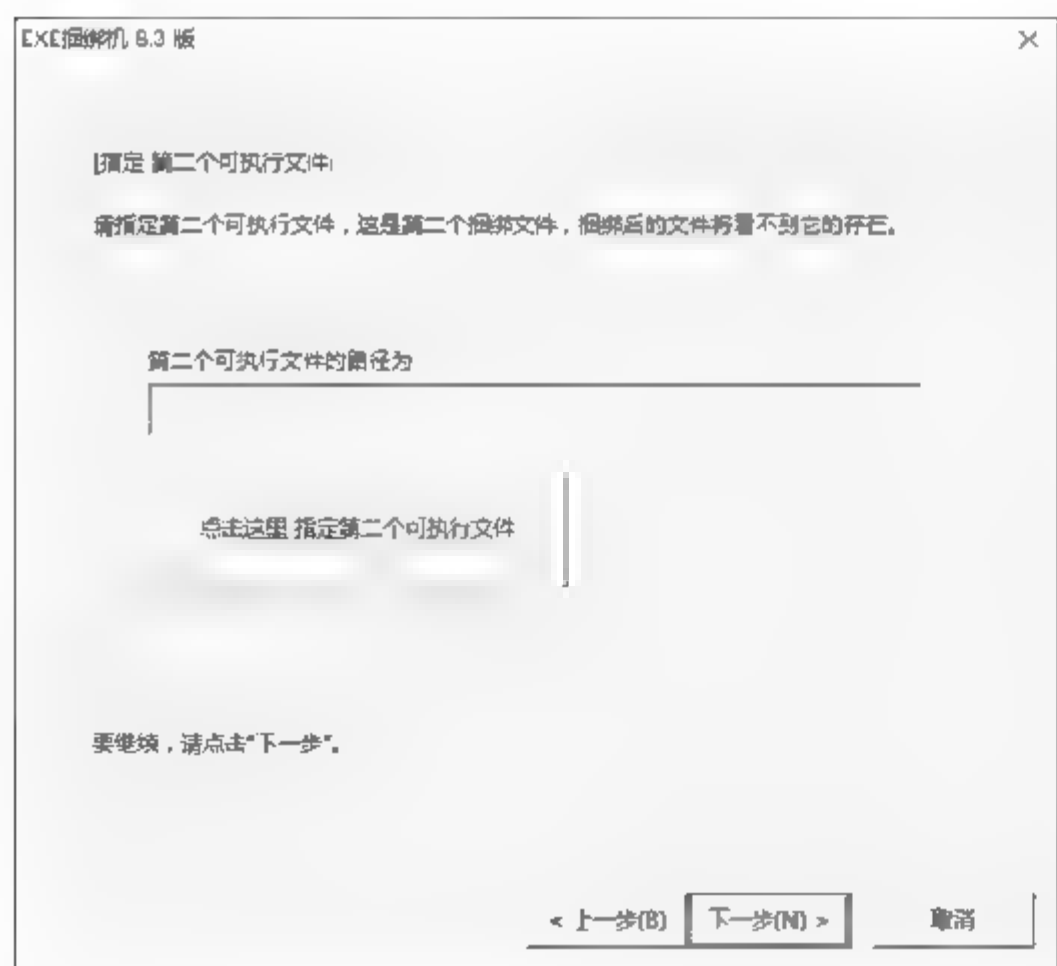 EXE捆绑机 8.3 版
[指定 第二个可执行文件]
请指定第二个可执行文件，这是第二个捆绑文件，捆绑后的文件将看不到它的存在。
第二个可执行文件的路径为
点击这里 指定第二个可执行文件
要继续，请点击“下一步”。
< 上一步(B)
下一步(N) >
取消